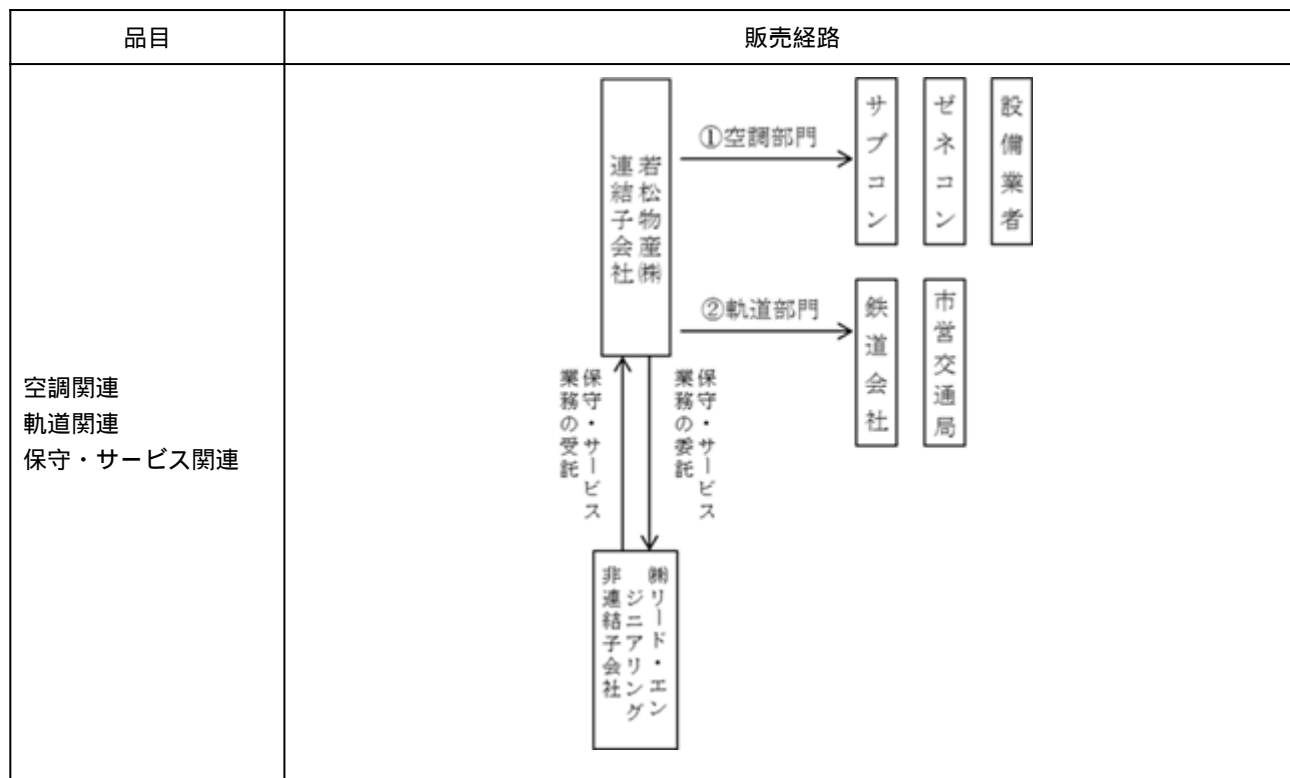 品目
販売経路
空調関連
軌道関連
保守・サービス関連
若松物産㈱
連結子会社
①空調部門
サブコン
ゼネコン
設備業者
②軌道部門
鉄道会社
市営交通局
保守・サービス
業務の受託
保守・サービス
業務の委託
㈱リード・エン
ジニアリング
非連結子会社